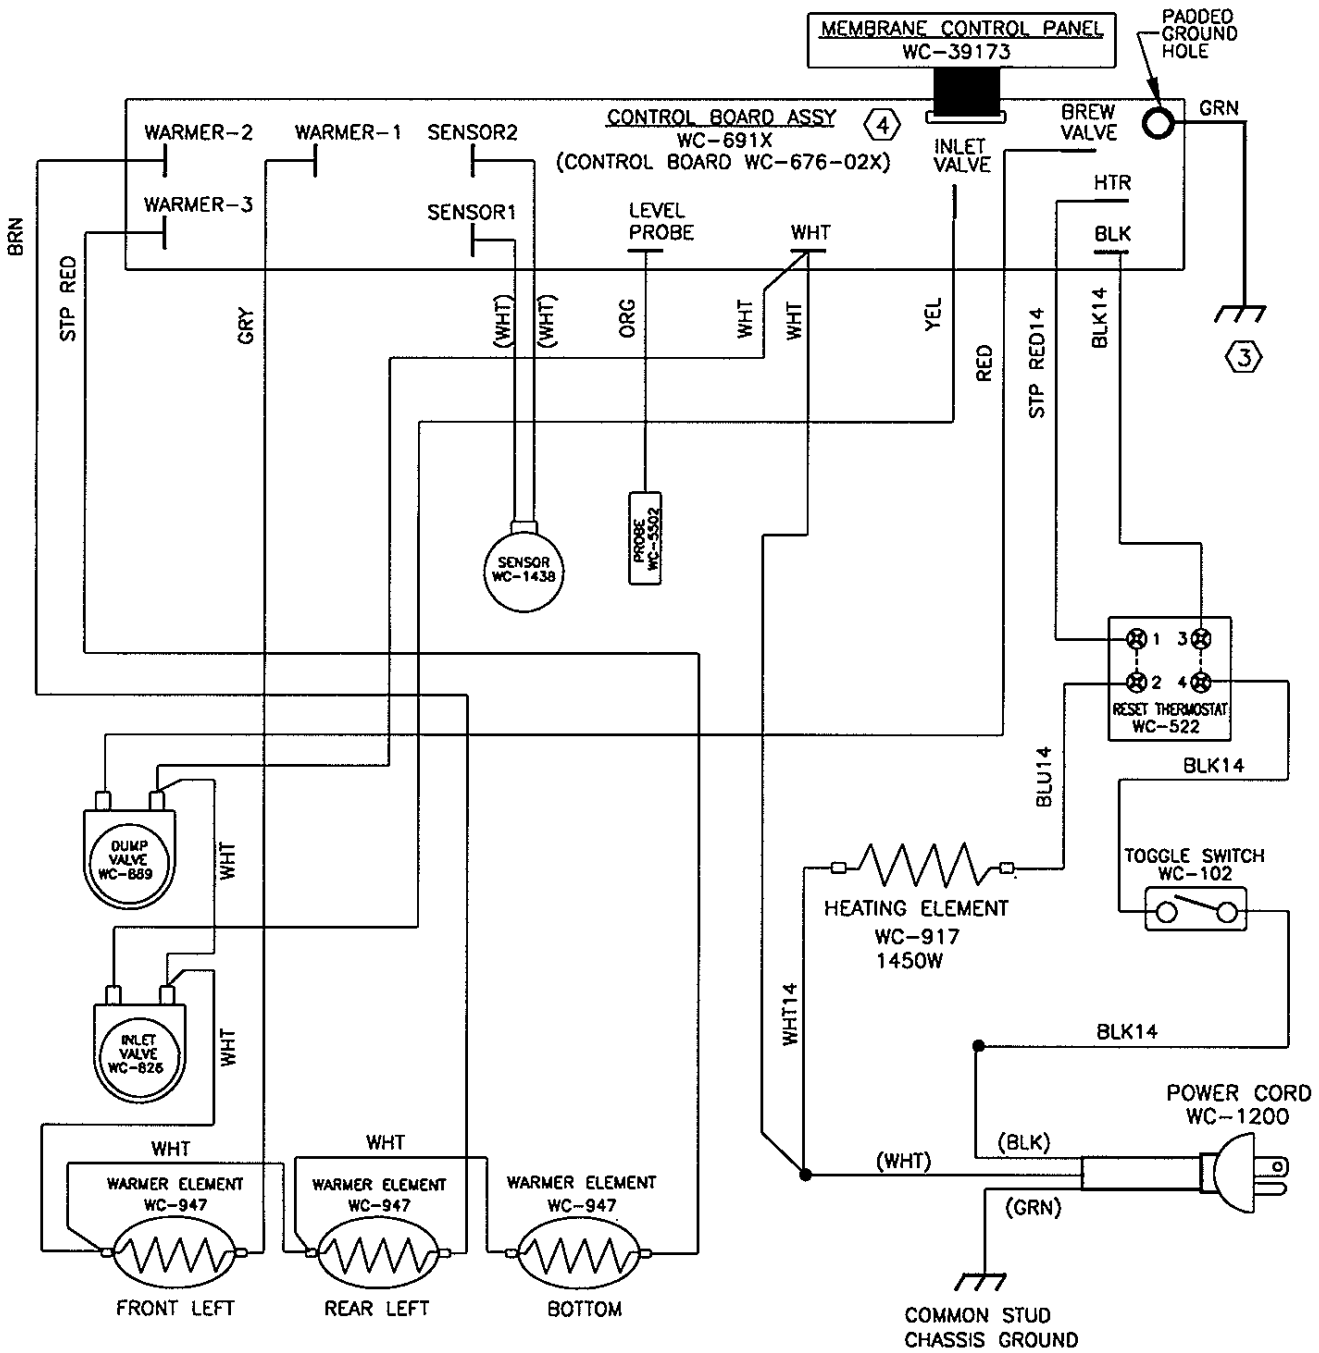 MEMBRANE CONTROL PANEL
WC-39173
PADDED
GROUND
HOLE
GRN
WARMER-2
WARMER-1
SENSOR2
CONTROL BOARD ASSY
WC-691X
(CONTROL BOARD WC-676-02X)
4
INLET
VALVE
BREW
VALVE
WARMER-3
SENSOR1
LEVEL
PROBE
WHT
HTR
BLK
BRN
STP RED
GRY
(WHT)
(WHT)
ORG
WHT
WHT
YEL
RED
STP RED14
BLK14
3
SENSOR
WC-1438
PROBE
WC-5502
1
3
2
4
RESET THERMOSTAT
WC-522
BLU14
BLK14
DUMP
VALVE
WC-889
WHT
HEATING ELEMENT
WC-917
1450W
TOGGLE SWITCH
WC-102
INLET
VALVE
WC-826
WHT
WHT14
BLK14
POWER CORD
WC-1200
(BLK)
(WHT)
(GRN)
WHT
WHT
WARMER ELEMENT
WC-947
WARMER ELEMENT
WC-947
WARMER ELEMENT
WC-947
FRONT LEFT
REAR LEFT
BOTTOM
COMMON STUD
CHASSIS GROUND